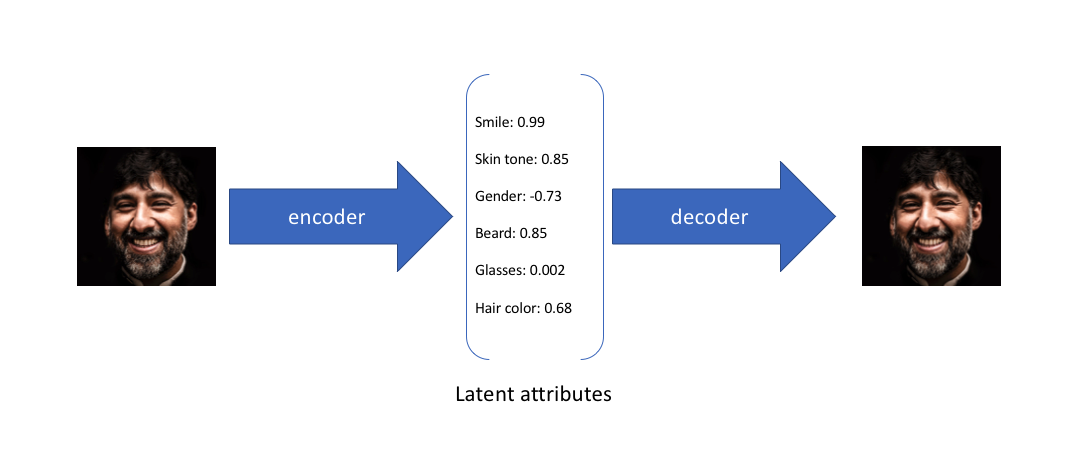 encoder
Smile: 0.99
Skin tone: 0.85
Gender: -0.73
Beard: 0.85
Glasses: 0.002
Hair color: 0.68
decoder
Latent attributes